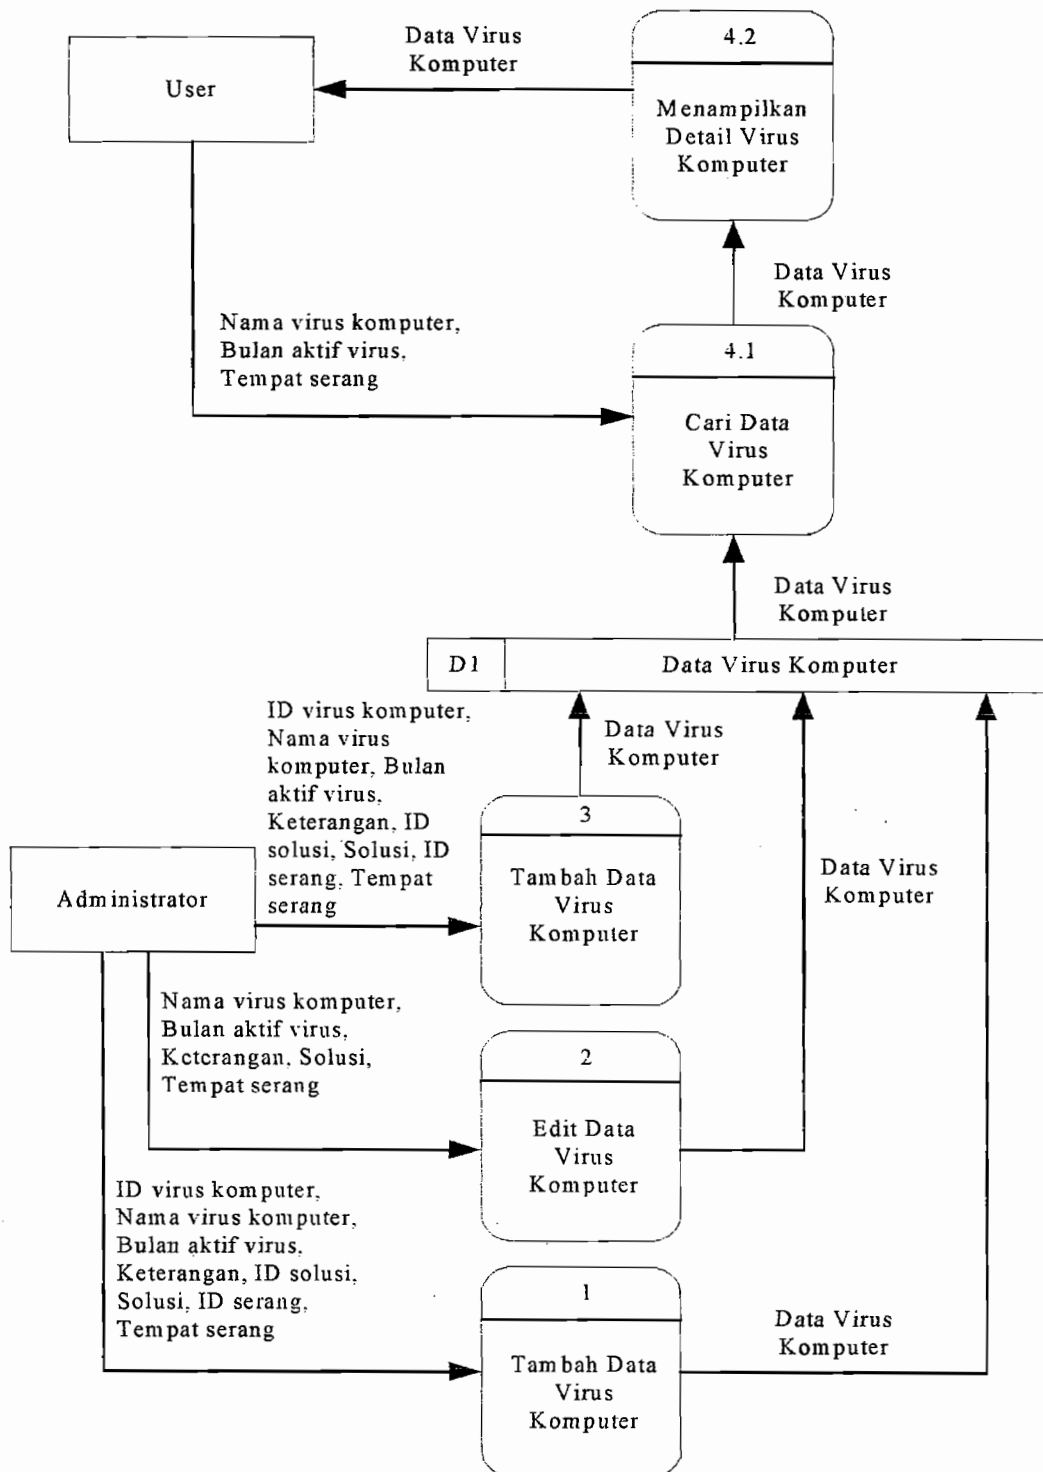 4.2
Data Virus
Komputer
User
Menampilkan
Detail Virus
Komputer
Data Virus
Komputer
Nama virus komputer,
Bulan aktif virus,
Tempat serang
4.1
Cari Data
Virus
Komputer
Data Virus
Komputer
D1
Data Virus Komputer
ID virus komputer,
Nama virus
komputer, Bulan
aktif virus,
Keterangan, ID
solusi, Solusi, ID
serang, Tempat
serang
Data Virus
Komputer
3
Tambah Data
Virus
Komputer
Data Virus
Komputer
Administrator
Nama virus komputer,
Bulan aktif virus,
Keterangan, Solusi,
Tempat serang
2
Edit Data
Virus
Komputer
ID virus komputer,
Nama virus komputer,
Bulan aktif virus,
Keterangan, ID solusi,
Solusi, ID serang,
Tempat serang
1
Tambah Data
Virus
Komputer
Data Virus
Komputer